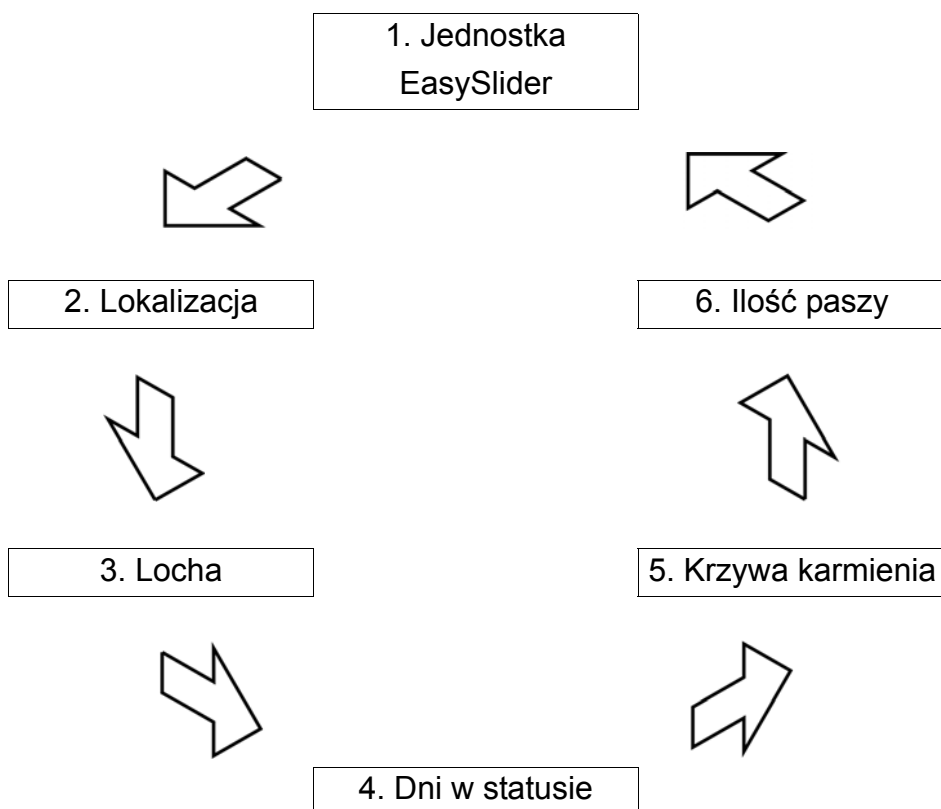 1. Jednostka
EasySlider
2. Lokalizacja
6. Ilość paszy
3. Locha
5. Krzywa karmienia
4. Dni w statusie